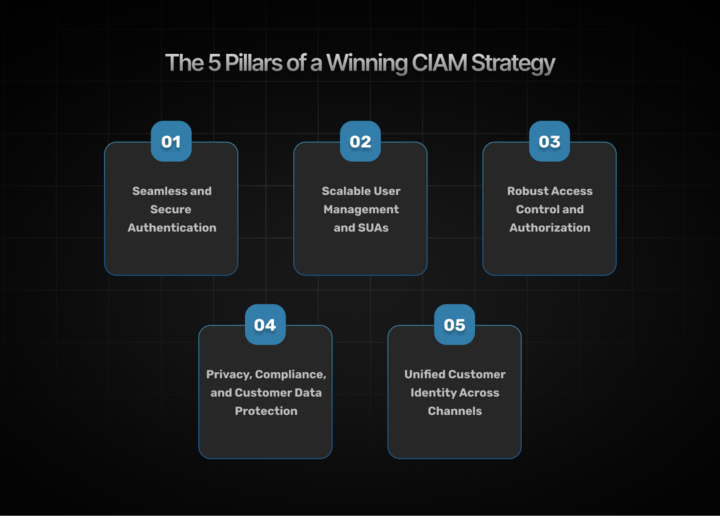 The 5 Pillars of a Winning CIAM Strategy
01
Seamless and
Secure
Authentication
02
Scalable User
Management
and SUAs
03
Robust Access
Control and
Authorization
04
Privacy, Compliance,
and Customer Data
Protection
05
Unified Customer
Identity Across
Channels